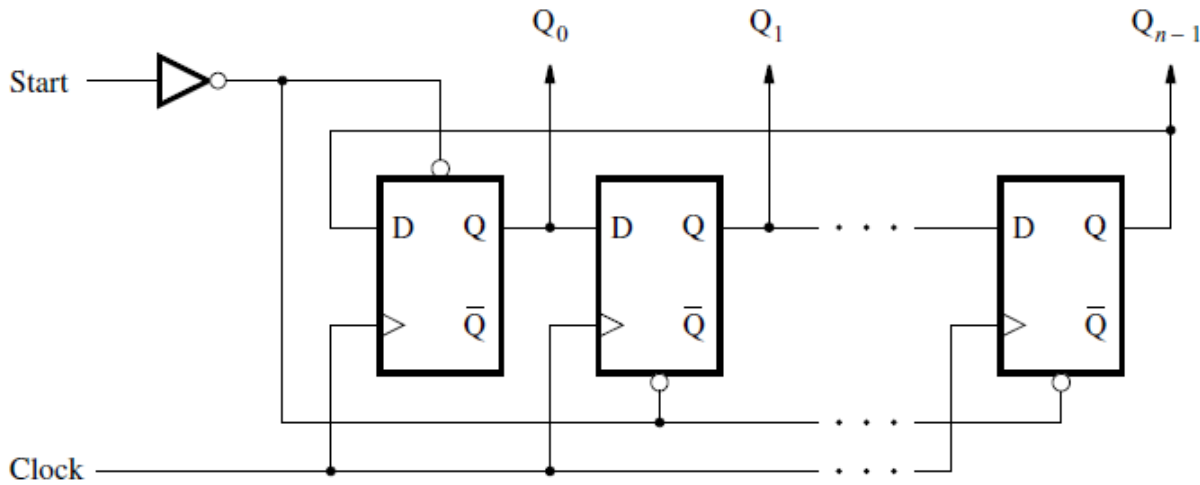 Q₀ Q₁ Qₙ₋₁
Start
D Q D Q . . . D Q
Q̅ Q̅ Q̅
. . .
Clock . . .